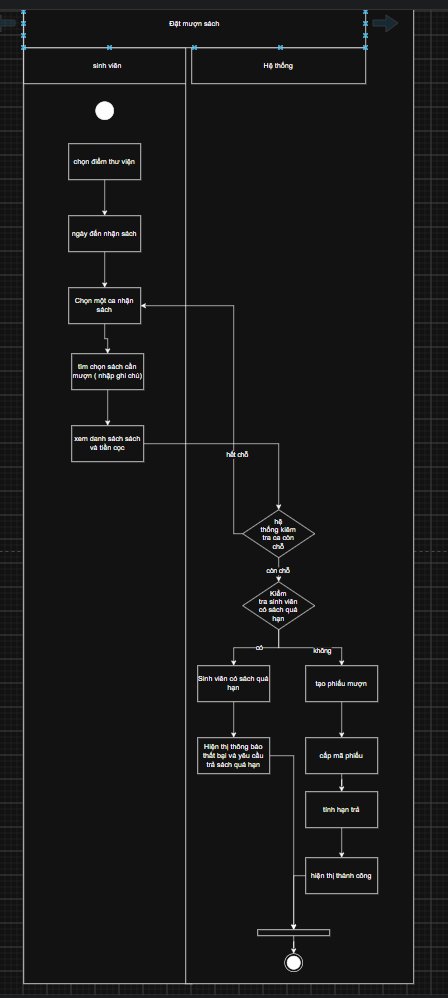 Đặt mượn sách
sinh viên
Hệ thống
chọn điểm thư viện
ngày đến nhận sách
Chọn một ca nhận
sách
tìm chọn sách cần
mượn ( nhập ghi chú)
xem danh sách sách
và tiền cọc
hết chỗ
hệ
thống kiểm
tra ca còn
chỗ
còn chỗ
Kiểm
tra sinh viên
có sách quá
hạn
có
không
Sinh viên có sách quá
hạn
tạo phiếu mượn
Hiện thị thông báo
thất bại và yêu cầu
trả sách quá hạn
cấp mã phiếu
tính hạn trả
hiện thị thành công